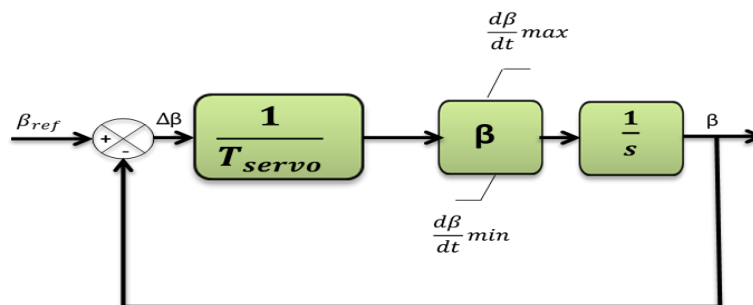 dβ/dt max
β_ref
+
-
Δβ
1/T_servo
β
1/s
β
dβ/dt min